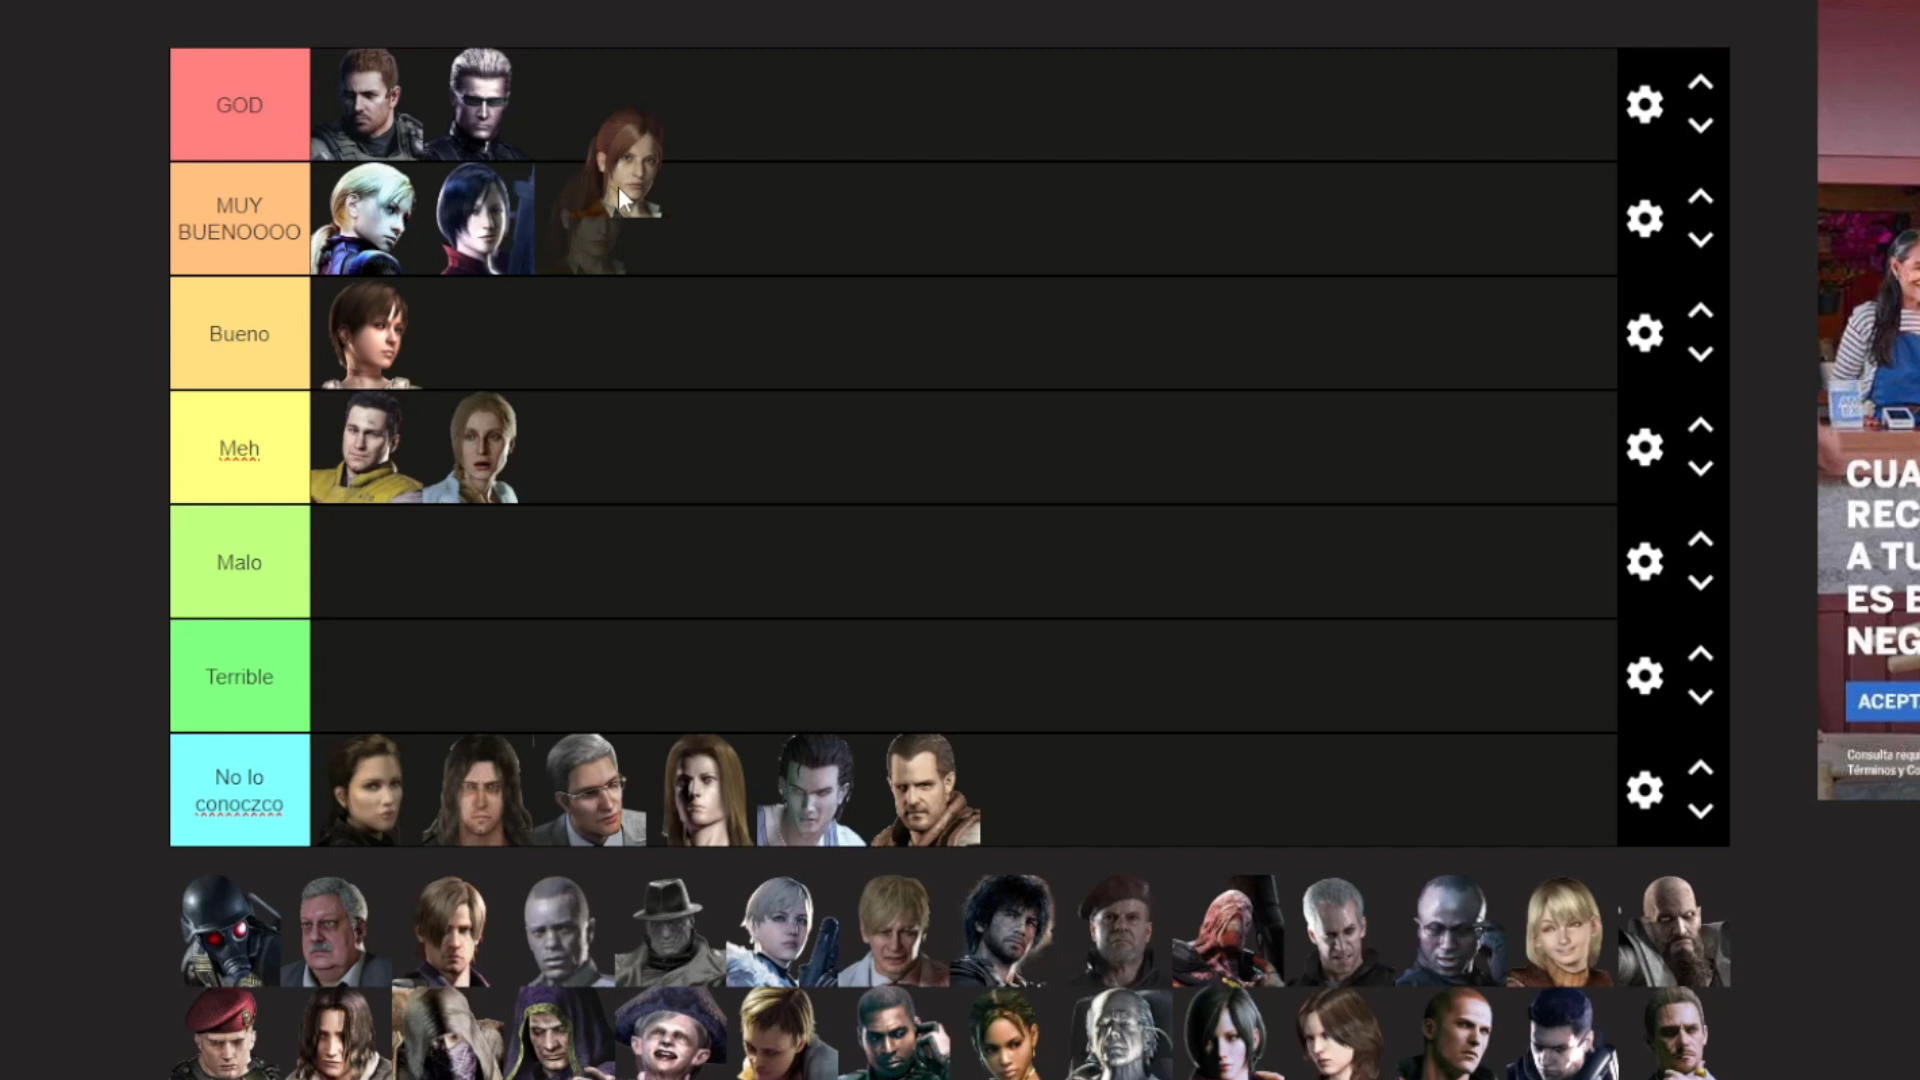 GOD
MUY
BUENOOOO
Bueno
Meh
Malo
Terrible
No lo
conoczco
CUA
REC
A TU
ES E
NEG
ACEPT
Consulta requ
Términos y Co